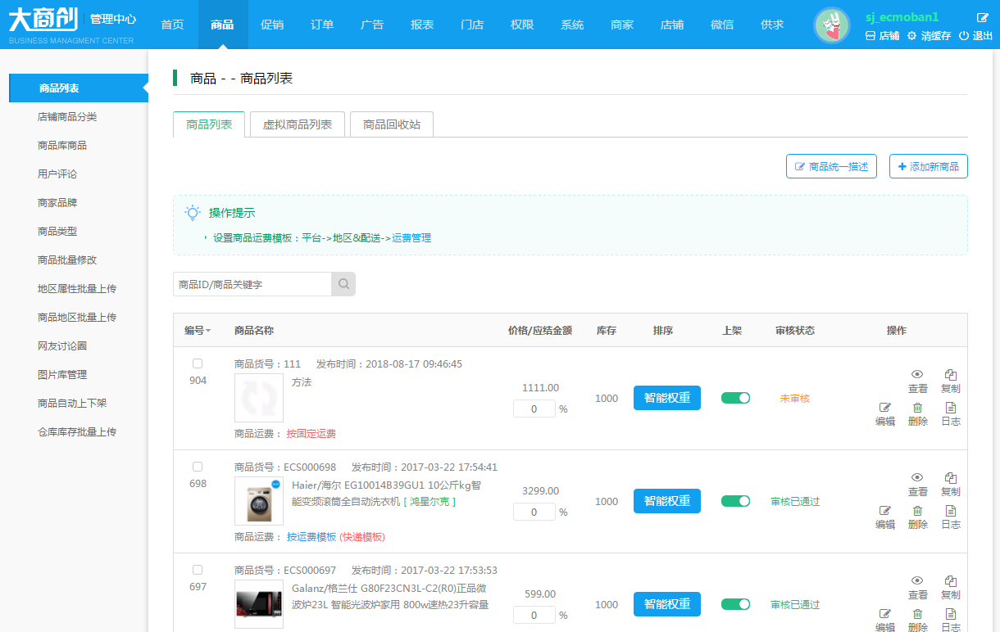 大商创 管理中心
BUSINESS MANAGMENT CENTER
首页 商品 促销 订单 广告 报表 门店 权限 系统 商家 店铺 微信 供求
sj_ecmoban1
店铺 清缓存 退出
商品列表
店铺商品分类
商品库商品
用户评论
商家品牌
商品类型
商品批量修改
地区属性批量上传
商品地区批量上传
网友讨论圈
图片库管理
商品自动上下架
仓库库存批量上传
商品 - - 商品列表
商品列表 虚拟商品列表 商品回收站
商品统一描述 添加新商品
操作提示
设置商品运费模板：平台->地区&配送->运费管理
商品ID/商品关键字
编号 商品名称 价格/应结金额 库存 排序 上架 审核状态 操作
904
商品货号：111 发布时间：2018-08-17 09:46:45
方法
商品运费： 按固定运费
1111.00
0 %
1000
智能权重
未审核
查看 复制
编辑 删除 日志
698
商品货号：ECS000698 发布时间：2017-03-22 17:54:41
Haier/海尔 EG10014B39GU1 10公斤kg智
能变频滚筒全自动洗衣机 [ 鸿星尔克 ]
商品运费： 按运费模板 (快递模板)
3299.00
0 %
1000
智能权重
审核已通过
查看 复制
编辑 删除 日志
697
商品货号：ECS000697 发布时间：2017-03-22 17:53:53
Galanz/格兰仕 G80F23CN3L-C2(R0)正品微
波炉23L 智能光波炉家用 800w速热23升容量
599.00
0 %
1000
智能权重
审核已通过
查看 复制
编辑 删除 日志